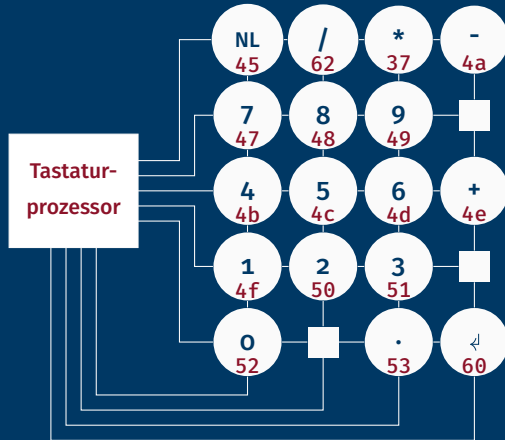 NL / * -
45 62 37 4a
7 8 9
47 48 49
Tastatur-
prozessor
4 5 6 +
4b 4c 4d 4e
1 2 3
4f 50 51
0 . ↲
52 53 60